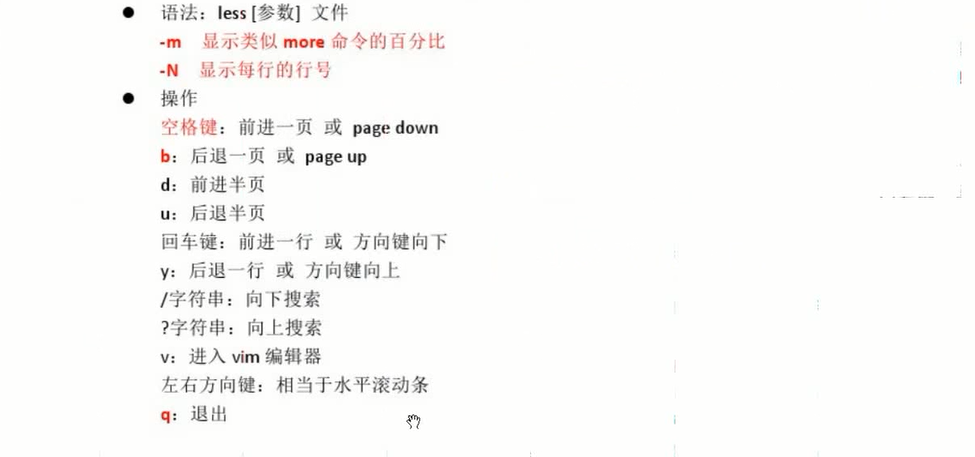 ● 语法：less [参数] 文件
-m 显示类似 more 命令的百分比
-N 显示每行的行号
● 操作
空格键：前进一页 或 page down
b：后退一页 或 page up
d：前进半页
u：后退半页
回车键：前进一行 或 方向键向下
y：后退一行 或 方向键向上
/字符串：向下搜索
?字符串：向上搜索
v：进入 vim 编辑器
左右方向键：相当于水平滚动条
q：退出